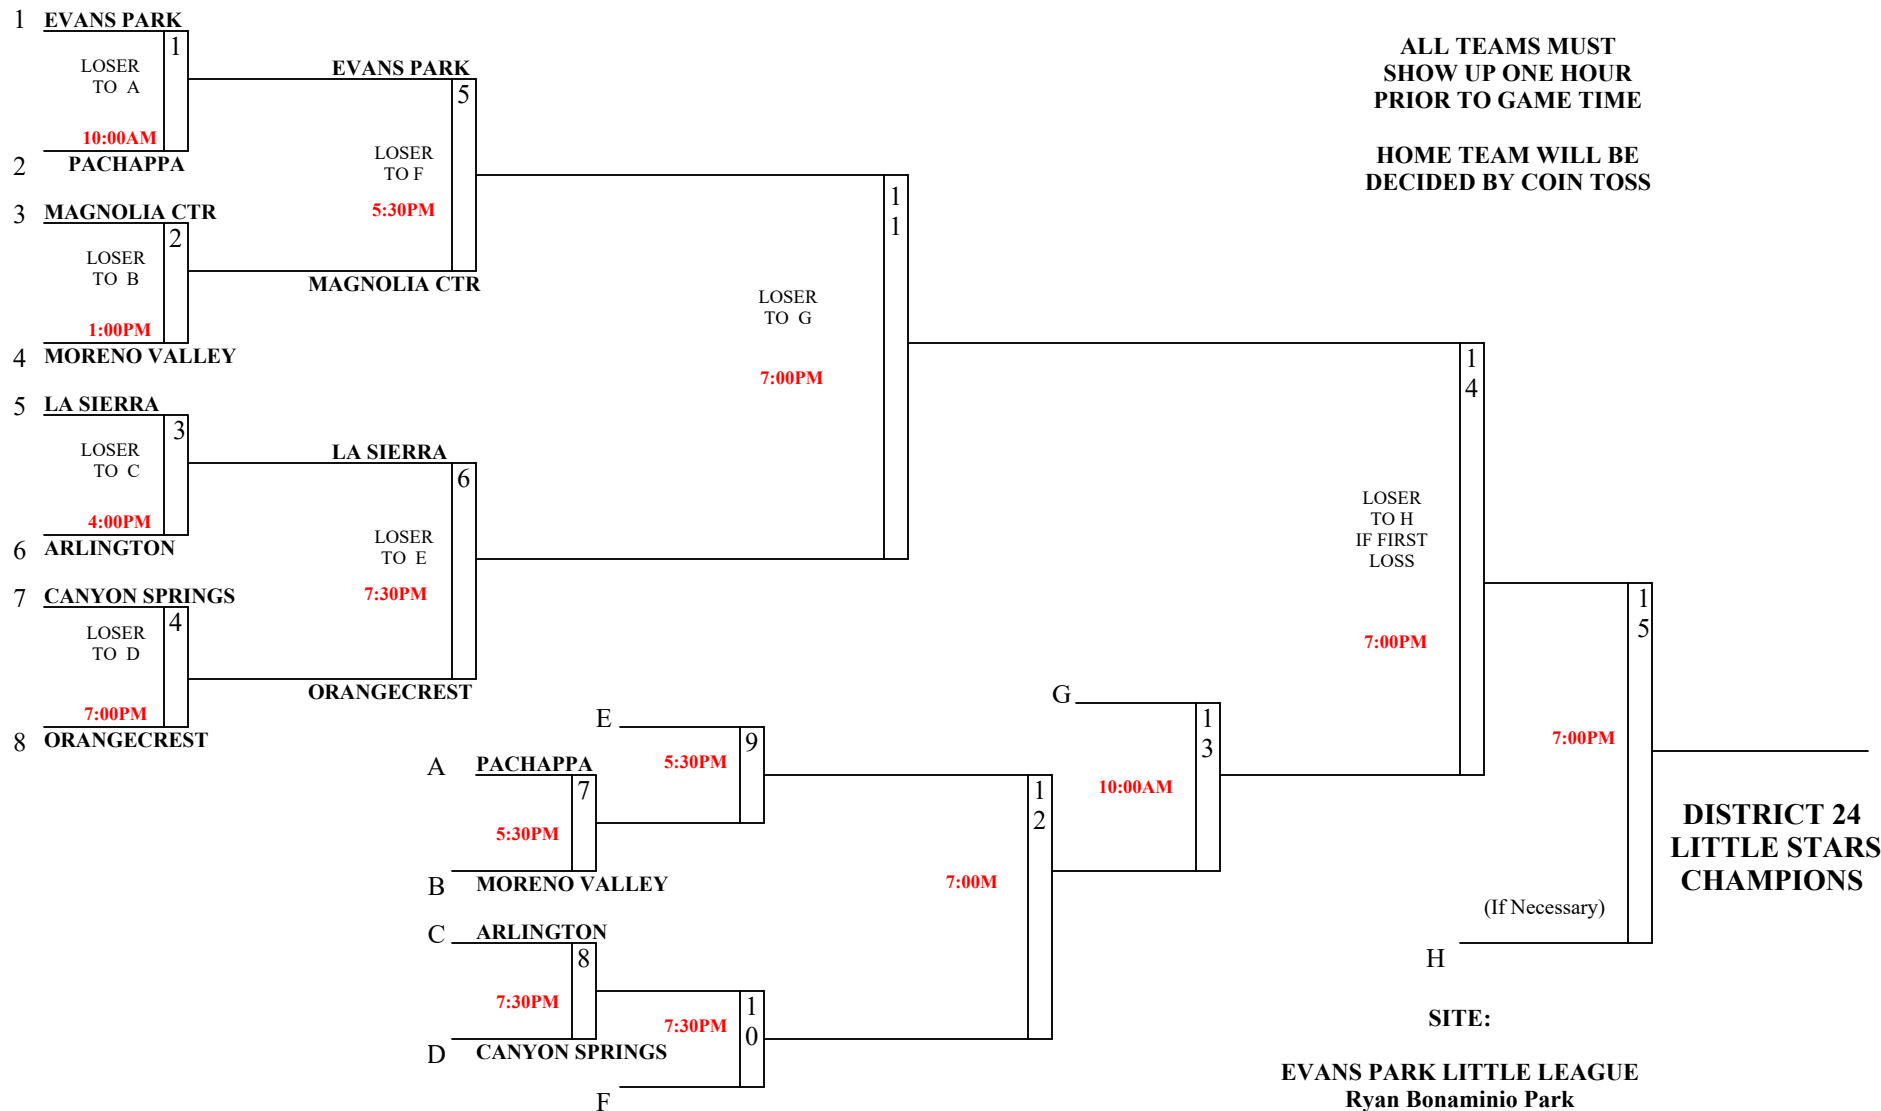 1 EVANS PARK
1
LOSER
TO A
10:00AM
2 PACHAPPA
3 MAGNOLIA CTR
2
LOSER
TO B
1:00PM
4 MORENO VALLEY
5 LA SIERRA
3
LOSER
TO C
4:00PM
6 ARLINGTON
7 CANYON SPRINGS
4
LOSER
TO D
7:00PM
8 ORANGECREST
EVANS PARK
5
LOSER
TO F
5:30PM
MAGNOLIA CTR
LA SIERRA
6
LOSER
TO E
7:30PM
ORANGECREST
1
1
LOSER
TO G
7:00PM
E
9
5:30PM
A PACHAPPA
7
5:30PM
B MORENO VALLEY
C ARLINGTON
8
7:30PM
D CANYON SPRINGS
1
0
7:30PM
F
1
2
7:00M
G
1
3
10:00AM
1
4
LOSER
TO H
IF FIRST
LOSS
7:00PM
1
5
7:00PM
(If Necessary)
H
ALL TEAMS MUST
SHOW UP ONE HOUR
PRIOR TO GAME TIME
HOME TEAM WILL BE
DECIDED BY COIN TOSS
DISTRICT 24
LITTLE STARS
CHAMPIONS
SITE:
EVANS PARK LITTLE LEAGUE
Ryan Bonaminio Park